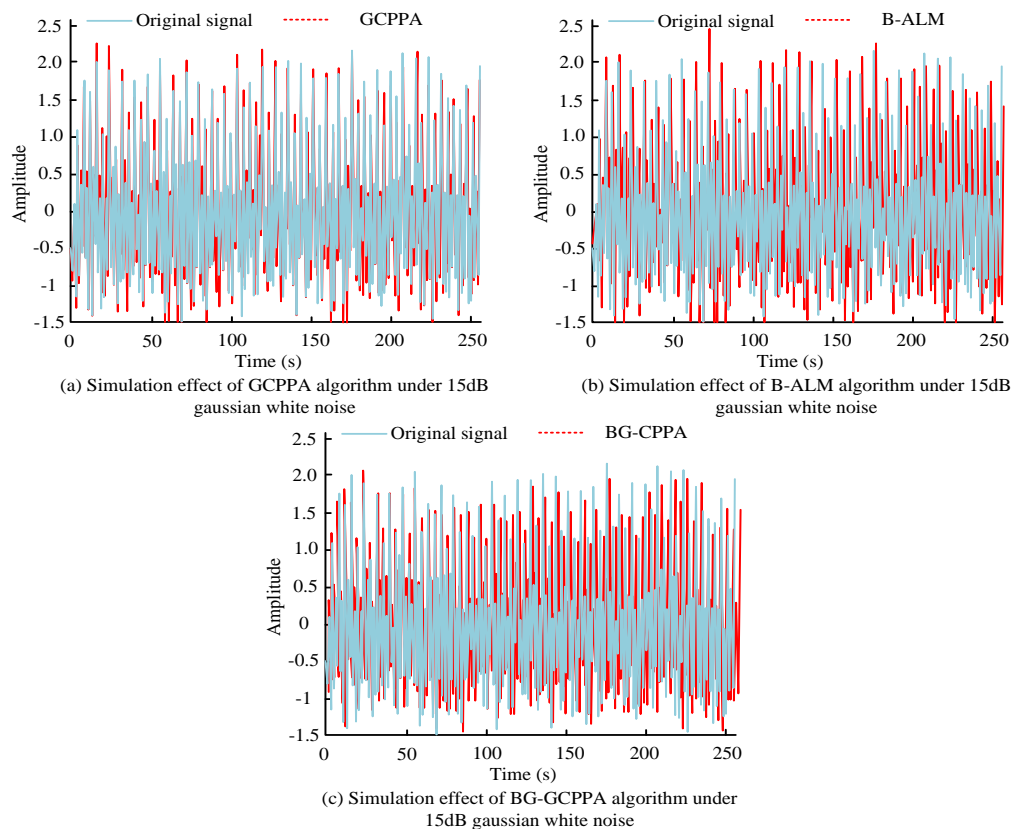 Original signal GCPPA
2.5
2.0
1.5
1.0
0.5
0
-0.5
-1
-1.5
Amplitude
0 50 100 150 200 250
Time (s)
(a) Simulation effect of GCPPA algorithm under 15dB
gaussian white noise
Original signal B-ALM
2.5
2.0
1.5
1.0
0.5
0
-0.5
-1
-1.5
Amplitude
0 50 100 150 200 250
Time (s)
(b) Simulation effect of B-ALM algorithm under 15dB
gaussian white noise
Original signal BG-CPPA
2.5
2.0
1.5
1.0
0.5
0
-0.5
-1
-1.5
Amplitude
0 50 100 150 200 250
Time (s)
(c) Simulation effect of BG-GCPPA algorithm under
15dB gaussian white noise